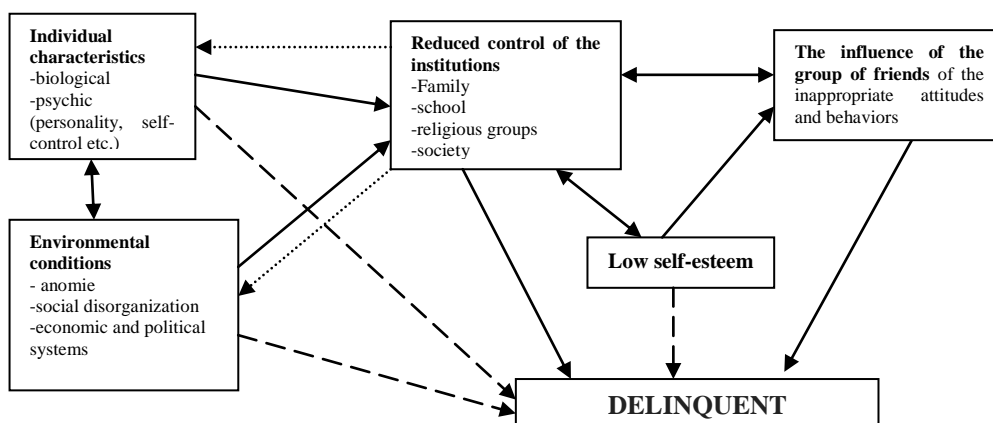 Individual
characteristics
-biological
-psychic
(personality, self-
control etc.)
Reduced control of the
institutions
-Family
-school
-religious groups
-society
The influence of the
group of friends of the
inappropriate attitudes
and behaviors
Environmental
conditions
- anomie
-social disorganization
-economic and political
systems
Low self-esteem
DELINQUENT